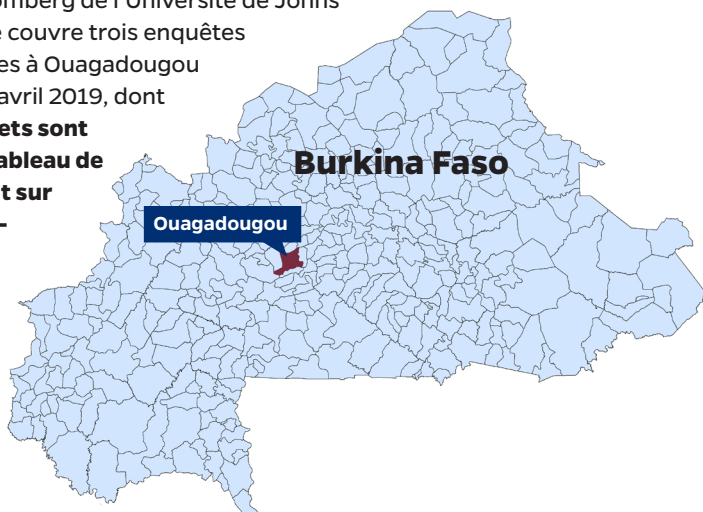 omberg de l'Université de Johns
e couvre trois enquêtes
es à Ouagadougou
avril 2019, dont
ets sont
ableau de
t sur
-
Burkina Faso
Ouagadougou